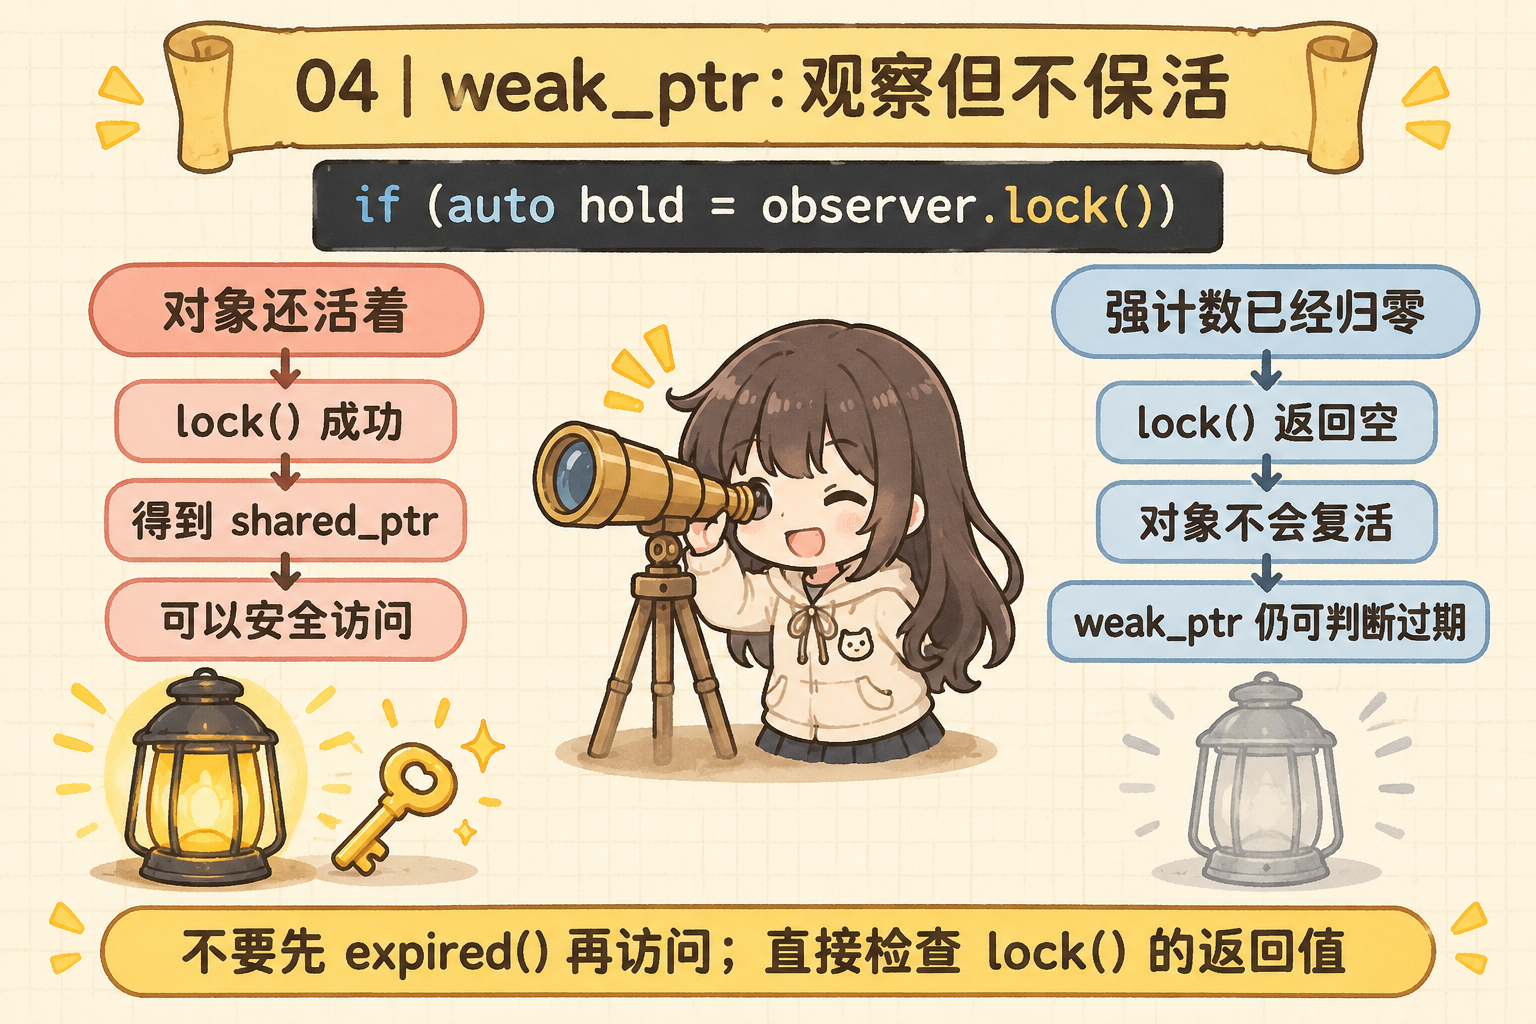 04 | weak_ptr:观察但不保活
if (auto hold = observer.lock())
对象还活着
lock() 成功
得到 shared_ptr
可以安全访问
强计数已经归零
lock() 返回空
对象不会复活
weak_ptr 仍可判断过期
不要先 expired() 再访问；直接检查 lock() 的返回值